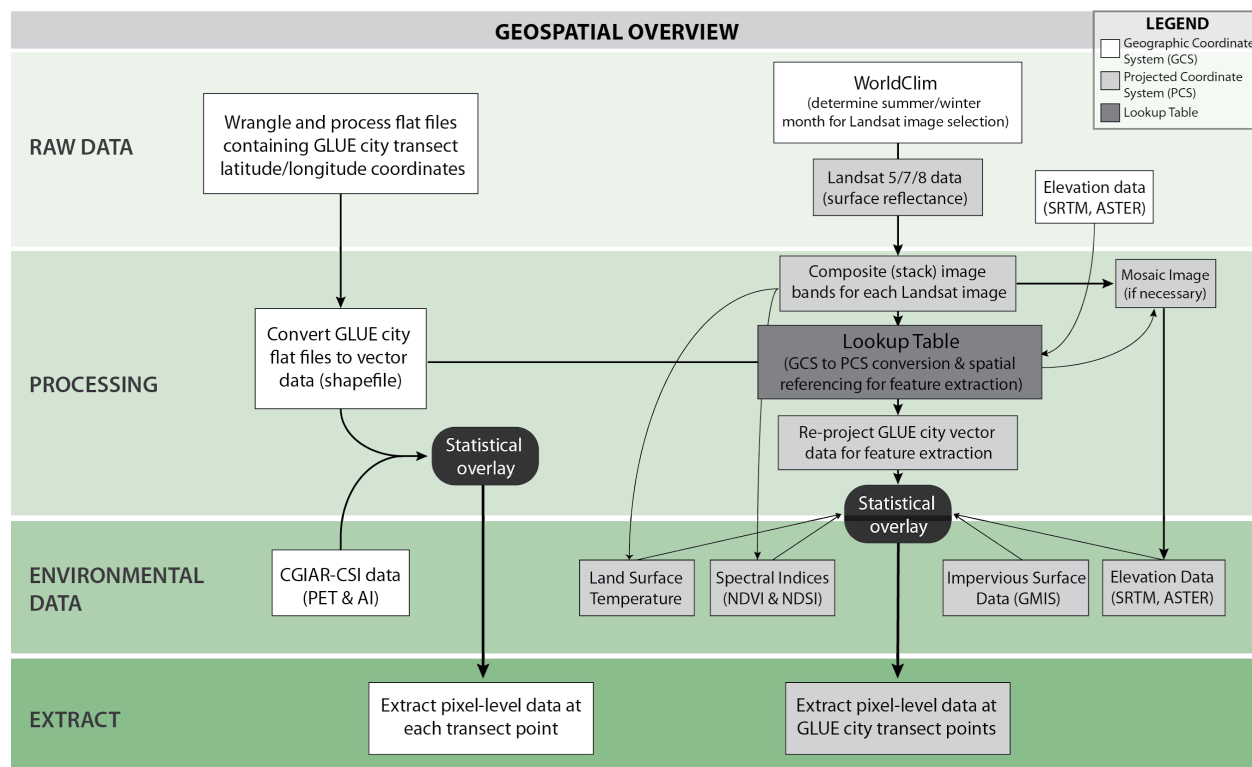 GEOSPATIAL OVERVIEW
LEGEND
Geographic Coordinate
System (GCS)
Projected Coordinate
System (PCS)
Lookup Table
RAW DATA
Wrangle and process flat files
containing GLUE city transect
latitude/longitude coordinates
WorldClim
(determine summer/winter
month for Landsat image selection)
Landsat 5/7/8 data
(surface reflectance)
Elevation data
(SRTM, ASTER)
PROCESSING
Composite (stack) image
bands for each Landsat image
Mosaic Image
(if necessary)
Convert GLUE city
flat files to vector
data (shapefile)
Lookup Table
(GCS to PCS conversion & spatial
referencing for feature extraction)
Re-project GLUE city vector
data for feature extraction
Statistical
overlay
Statistical
overlay
ENVIRONMENTAL
DATA
CGIAR-CSI data
(PET & AI)
Land Surface
Temperature
Spectral Indices
(NDVI & NDSI)
Impervious Surface
Data (GMIS)
Elevation Data
(SRTM, ASTER)
EXTRACT
Extract pixel-level data at
each transect point
Extract pixel-level data at
GLUE city transect points